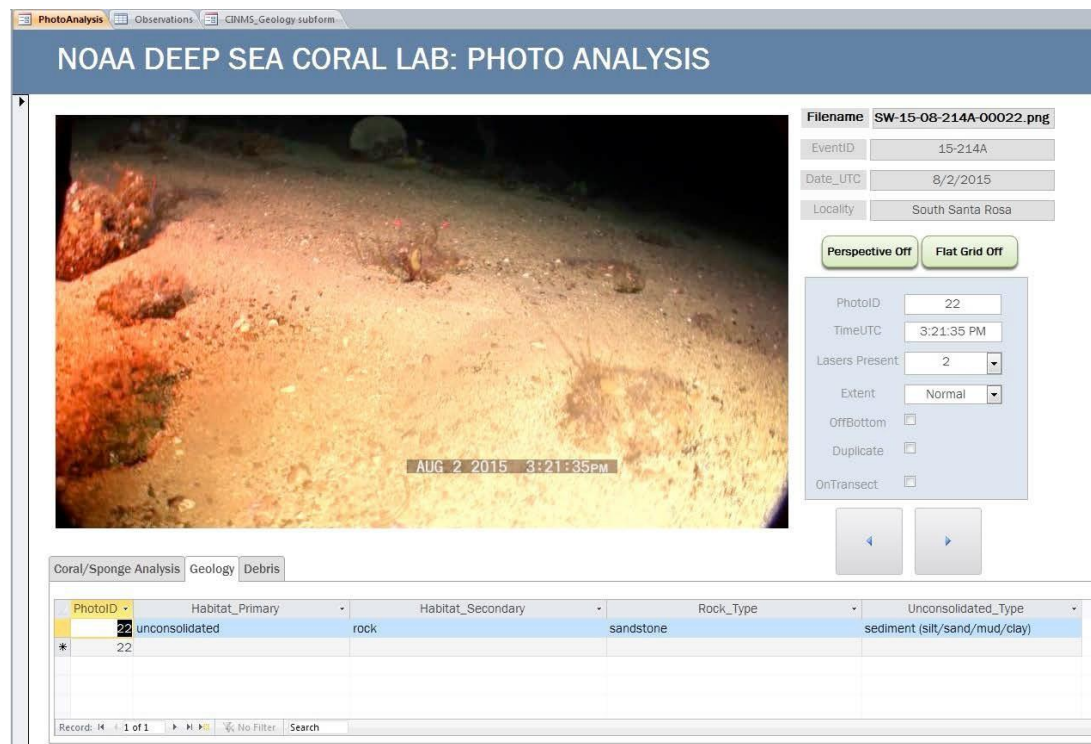 PhotoAnalysis Observations CINMS_Geology subform
NOAA DEEP SEA CORAL LAB: PHOTO ANALYSIS
Filename SW-15-08-214A-00022.png
EventID 15-214A
Date_UTC 8/2/2015
Locality South Santa Rosa
Perspective Off Flat Grid Off
PhotoID 22
TimeUTC 3:21:35 PM
Lasers Present 2
Extent Normal
OffBottom
Duplicate
OnTransect
AUG 2 2015 3:21:35PM
Coral/Sponge Analysis Geology Debris
PhotoID Habitat_Primary Habitat_Secondary Rock_Type Unconsolidated_Type
22 unconsolidated rock sandstone sediment (silt/sand/mud/clay)
* 22
Record: 1 of 1 No Filter Search